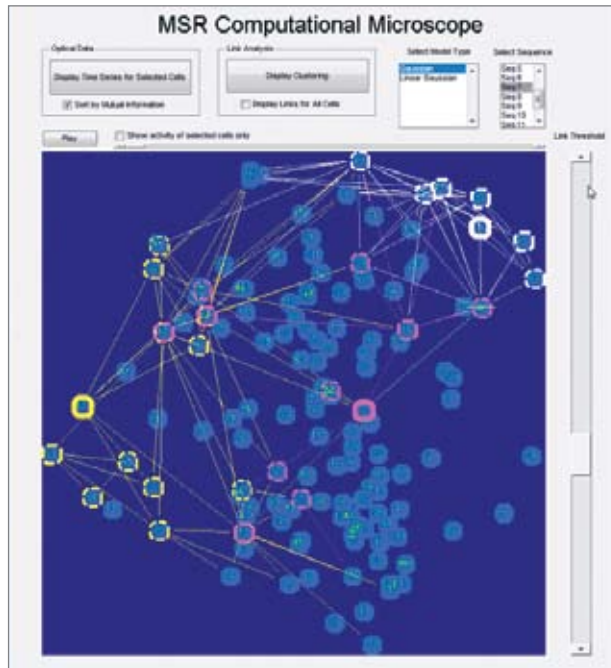 MSR Computational Microscope
Optical Data
Display Time Series for Selected Cells
Sort by Mutual Information
Link Analysis
Display Clustering
Display Links for All Cells
Select Model Type
Gaussian
Linear Gaussian
Select Sequence
Seq 5
Seq 6
Seq 7
Seq 8
Seq 9
Seq 10
Seq 11
Play
Show activity of selected cells only
Link Threshold